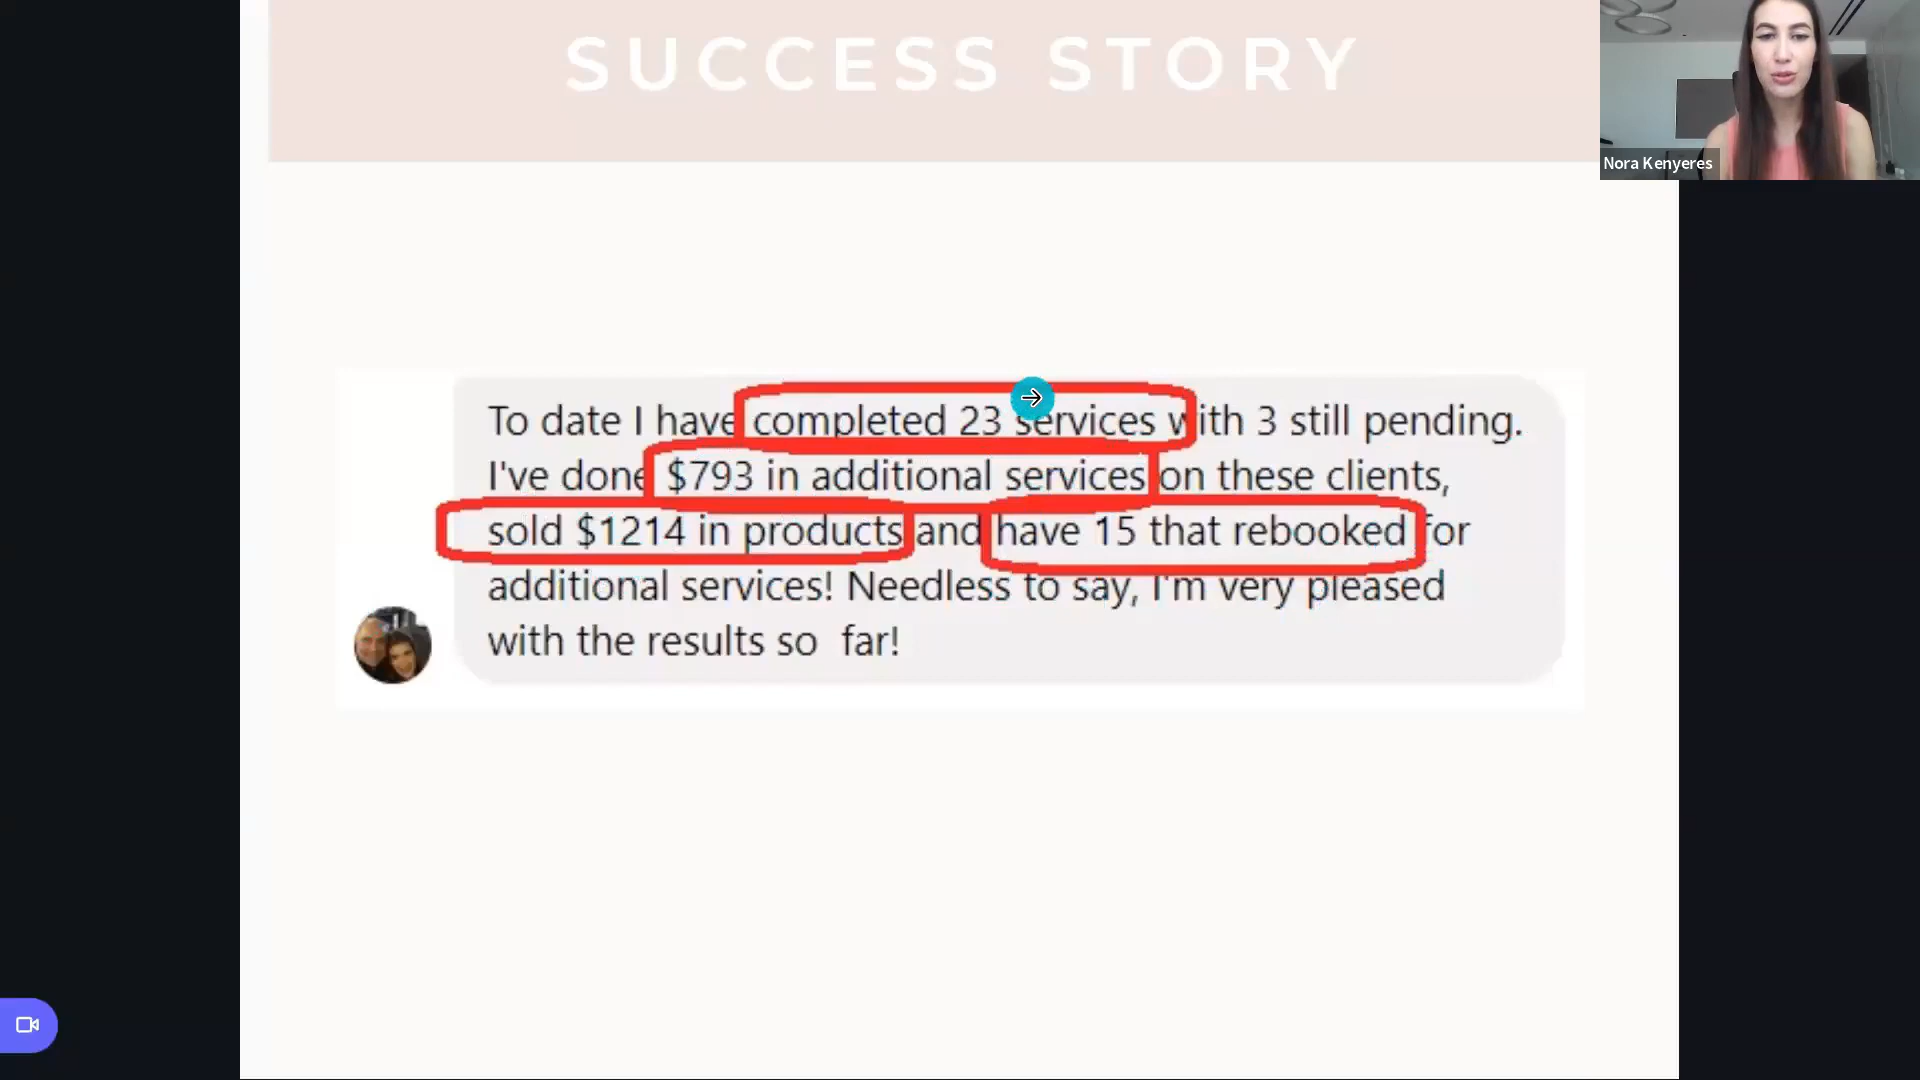 SUCCESS STORY
Nora Kenyeres
To date I have completed 23 services with 3 still pending.
I've done $793 in additional services on these clients,
sold $1214 in products and have 15 that rebooked for
additional services! Needless to say, I'm very pleased
with the results so far!